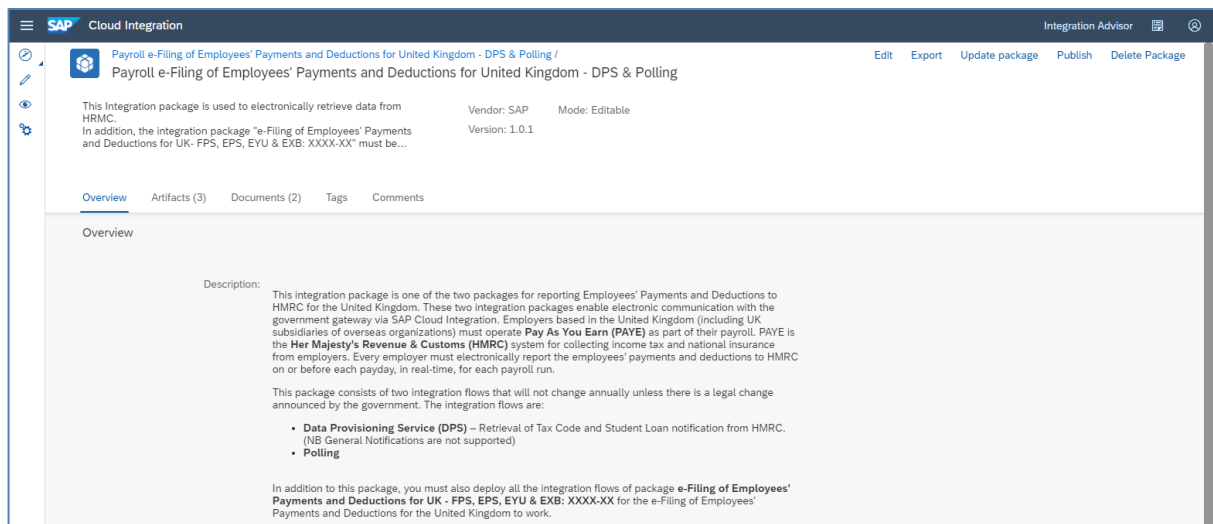 SAP Cloud Integration
Integration Advisor
Payroll e-Filing of Employees' Payments and Deductions for United Kingdom - DPS & Polling /
Edit Export Update package Publish Delete Package
Payroll e-Filing of Employees' Payments and Deductions for United Kingdom - DPS & Polling
This Integration package is used to electronically retrieve data from
HRMC.
In addition, the integration package "e-Filing of Employees' Payments
and Deductions for UK- FPS, EPS, EYU & EXB: XXXX-XX" must be...
Vendor: SAP Mode: Editable
Version: 1.0.1
Overview Artifacts (3) Documents (2) Tags Comments
Overview
Description:
This integration package is one of the two packages for reporting Employees' Payments and Deductions to
HMRC for the United Kingdom. These two integration packages enable electronic communication with the
government gateway via SAP Cloud Integration. Employers based in the United Kingdom (including UK
subsidiaries of overseas organizations) must operate Pay As You Earn (PAYE) as part of their payroll. PAYE is
the Her Majesty's Revenue & Customs (HMRC) system for collecting income tax and national insurance
from employers. Every employer must electronically report the employees' payments and deductions to HMRC
on or before each payday, in real-time, for each payroll run.
This package consists of two integration flows that will not change annually unless there is a legal change
announced by the government. The integration flows are:
• Data Provisioning Service (DPS) – Retrieval of Tax Code and Student Loan notification from HMRC.
(NB General Notifications are not supported)
• Polling
In addition to this package, you must also deploy all the integration flows of package e-Filing of Employees'
Payments and Deductions for UK - FPS, EPS, EYU & EXB: XXXX-XX for the e-Filing of Employees'
Payments and Deductions for the United Kingdom to work.